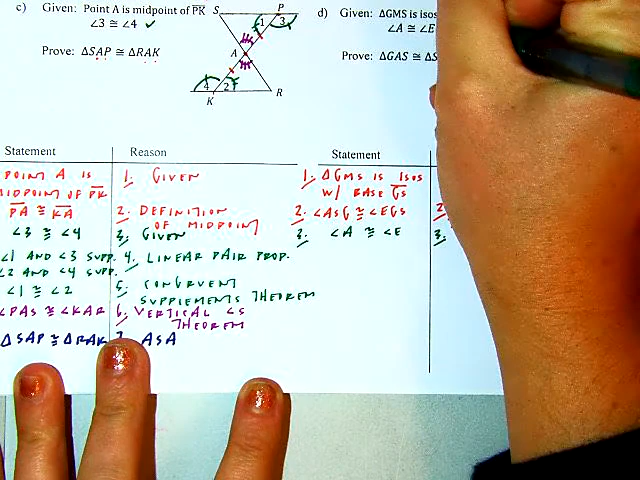 c) Given: Point A is midpoint of PK
∠3 ≅ ∠4 ✓
Prove: ΔSAP ≅ ΔRAK
S P
1 3
A
4 2
K R
d) Given: ΔGMS is isos
∠A ≅ ∠E
Prove: ΔGAS ≅ ΔS
Statement Reason
POINT A IS
MIDPOINT OF PK
1. GIVEN
PA ≅ KA
2. DEFINITION
OF MIDPOINT
∠3 ≅ ∠4 3. GIVEN
∠1 AND ∠3 SUPP. 4. LINEAR PAIR PROP.
∠2 AND ∠4 SUPP.
∠1 ≅ ∠2 5. CONGRUENT
SUPPLEMENTS THEOREM
∠PAS ≅ ∠KAR 6. VERTICAL ∠S
THEOREM
ΔSAP ≅ ΔRAK ASA
Statement
1. ΔGMS IS ISOS
W/ BASE GS
2. ∠ASG ≅ ∠EGS 2
3. ∠A ≅ ∠E 3.